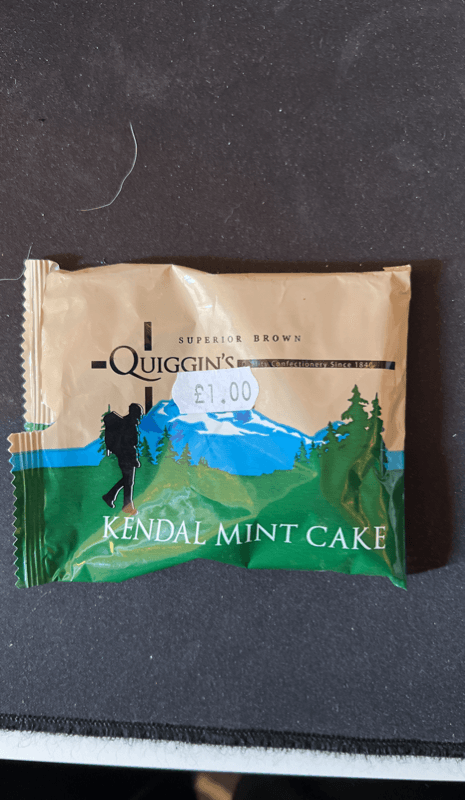 SUPERIOR BROWN
QUIGGIN'S
Confectionery Since 1840
£1.00
KENDAL MINT CAKE